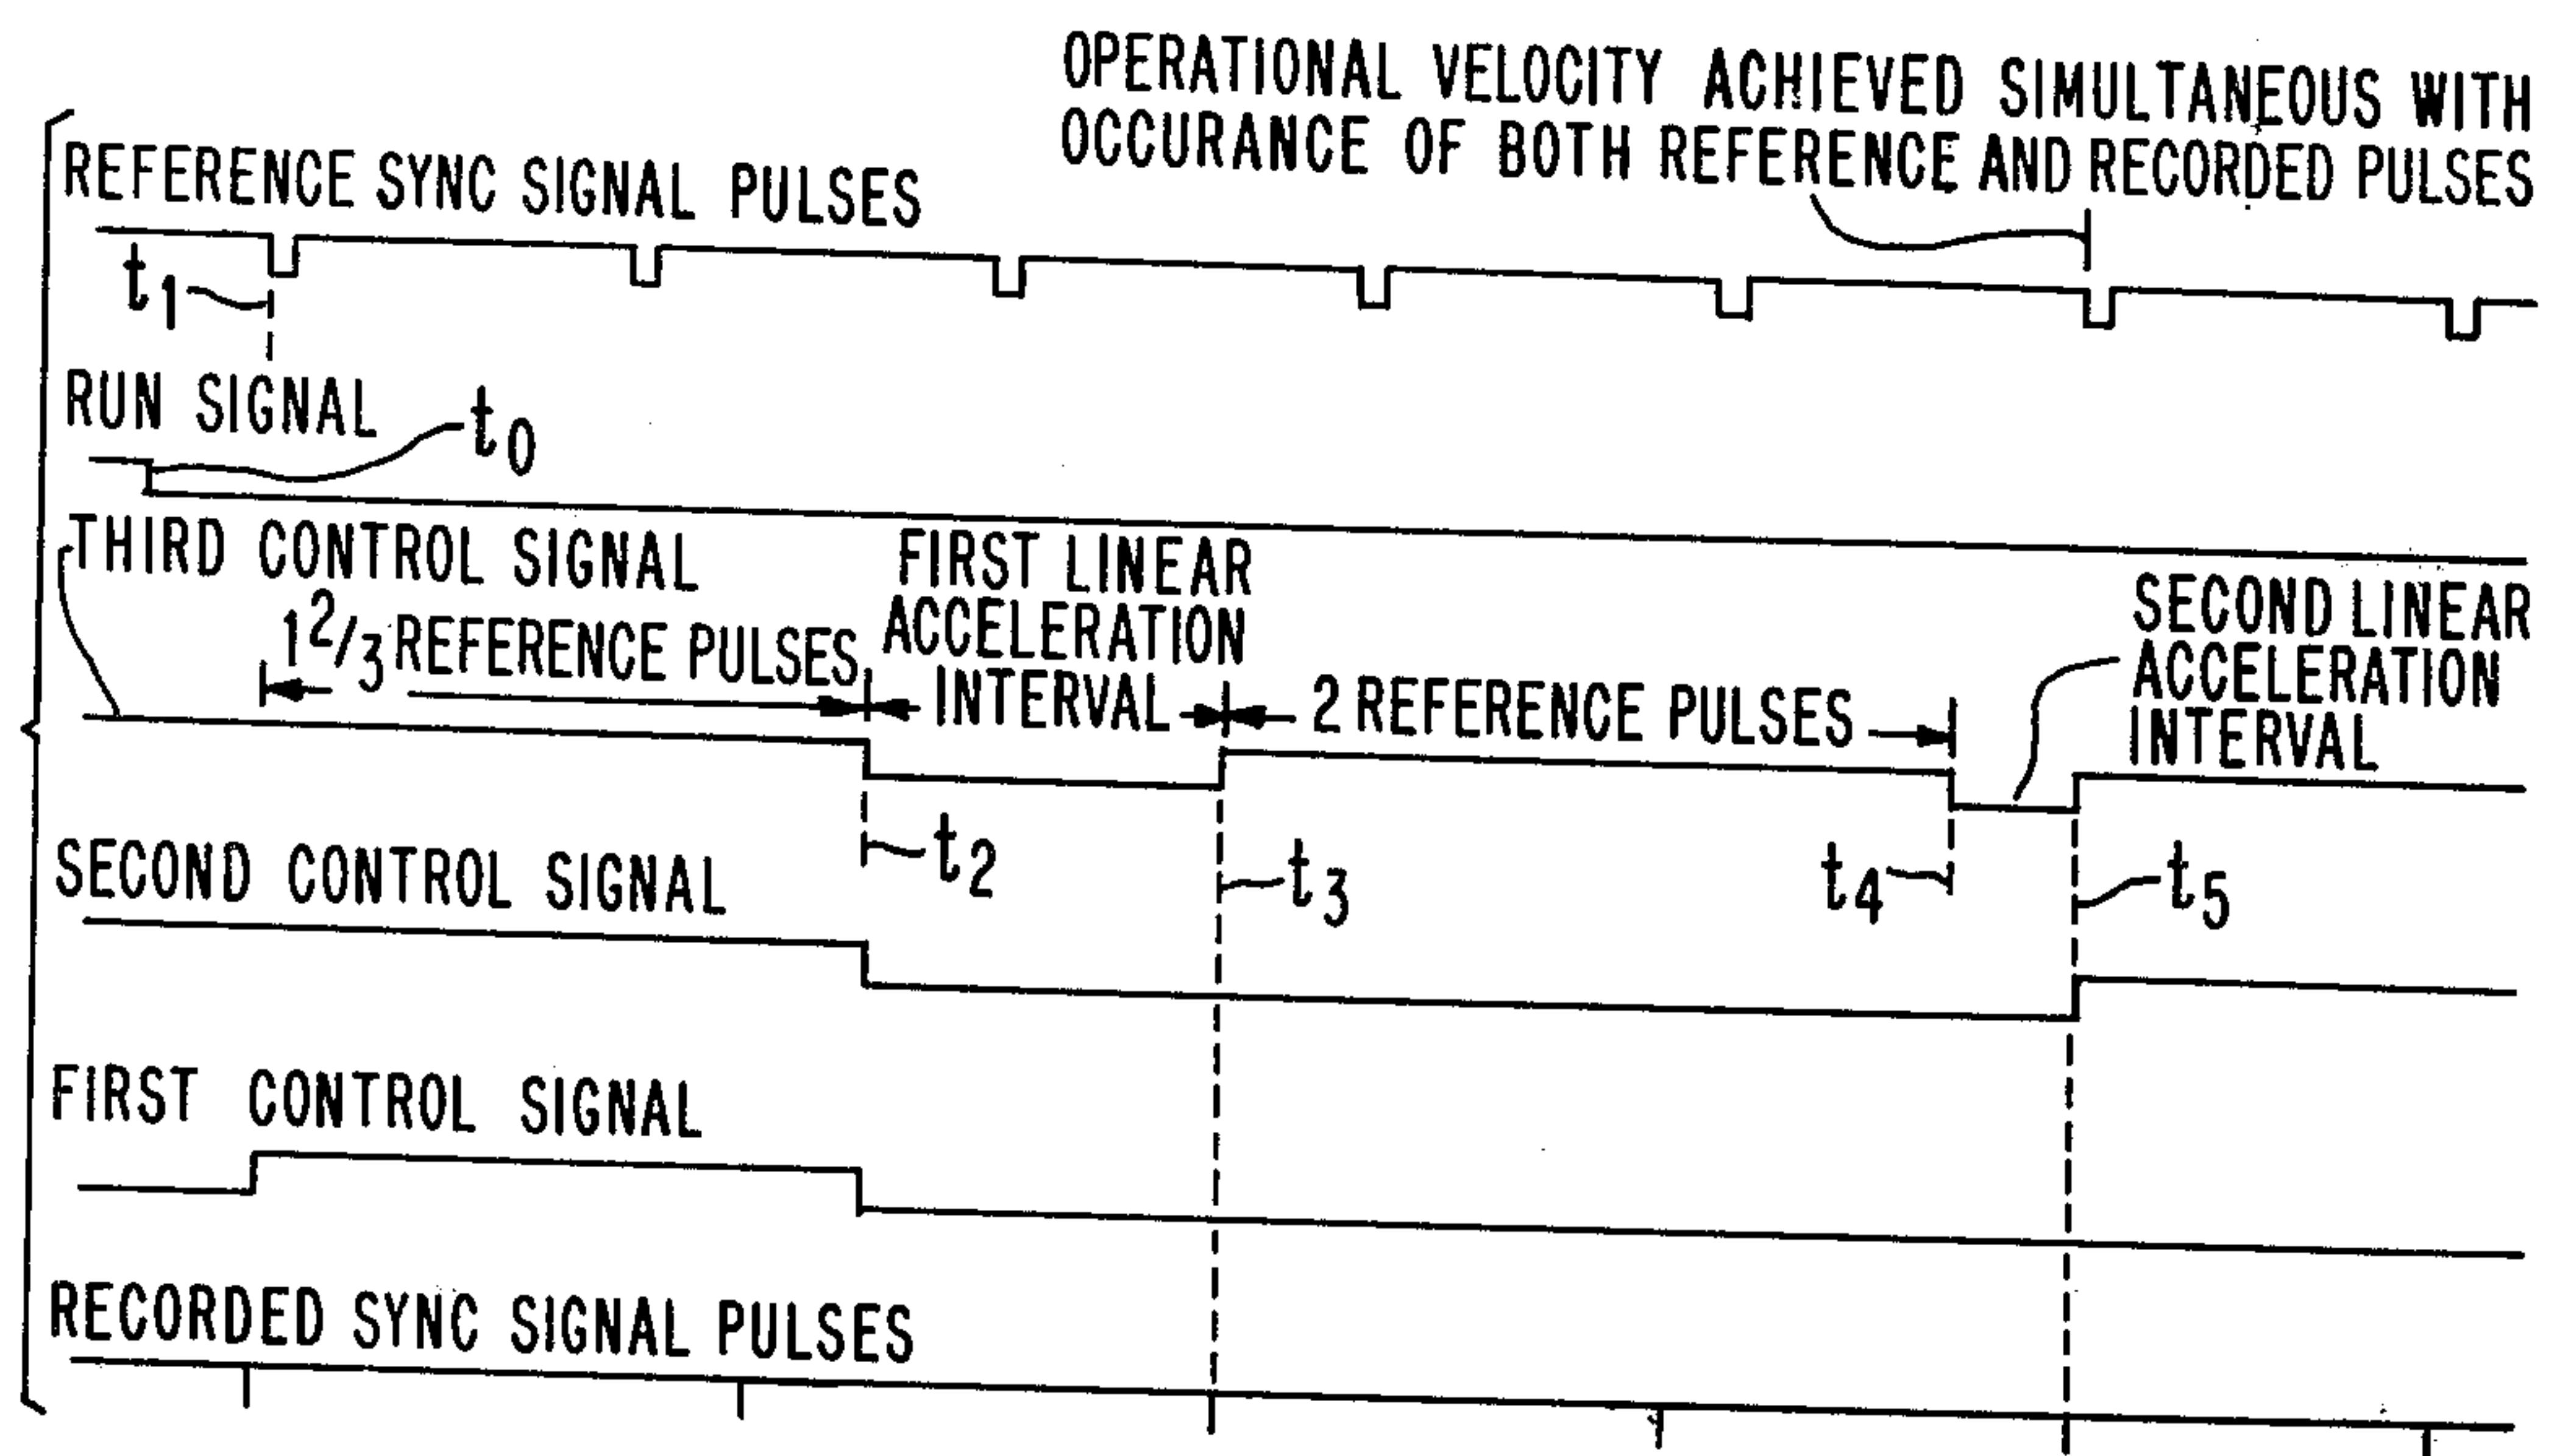 OPERATIONAL VELOCITY ACHIEVED SIMULTANEOUS WITH
OCCURANCE OF BOTH REFERENCE AND RECORDED PULSES
REFERENCE SYNC SIGNAL PULSES
t1
RUN SIGNAL
t0
THIRD CONTROL SIGNAL
1 2/3 REFERENCE PULSES
FIRST LINEAR
ACCELERATION
INTERVAL
2 REFERENCE PULSES
SECOND LINEAR
ACCELERATION
INTERVAL
t2
t3
t4
t5
SECOND CONTROL SIGNAL
FIRST CONTROL SIGNAL
RECORDED SYNC SIGNAL PULSES